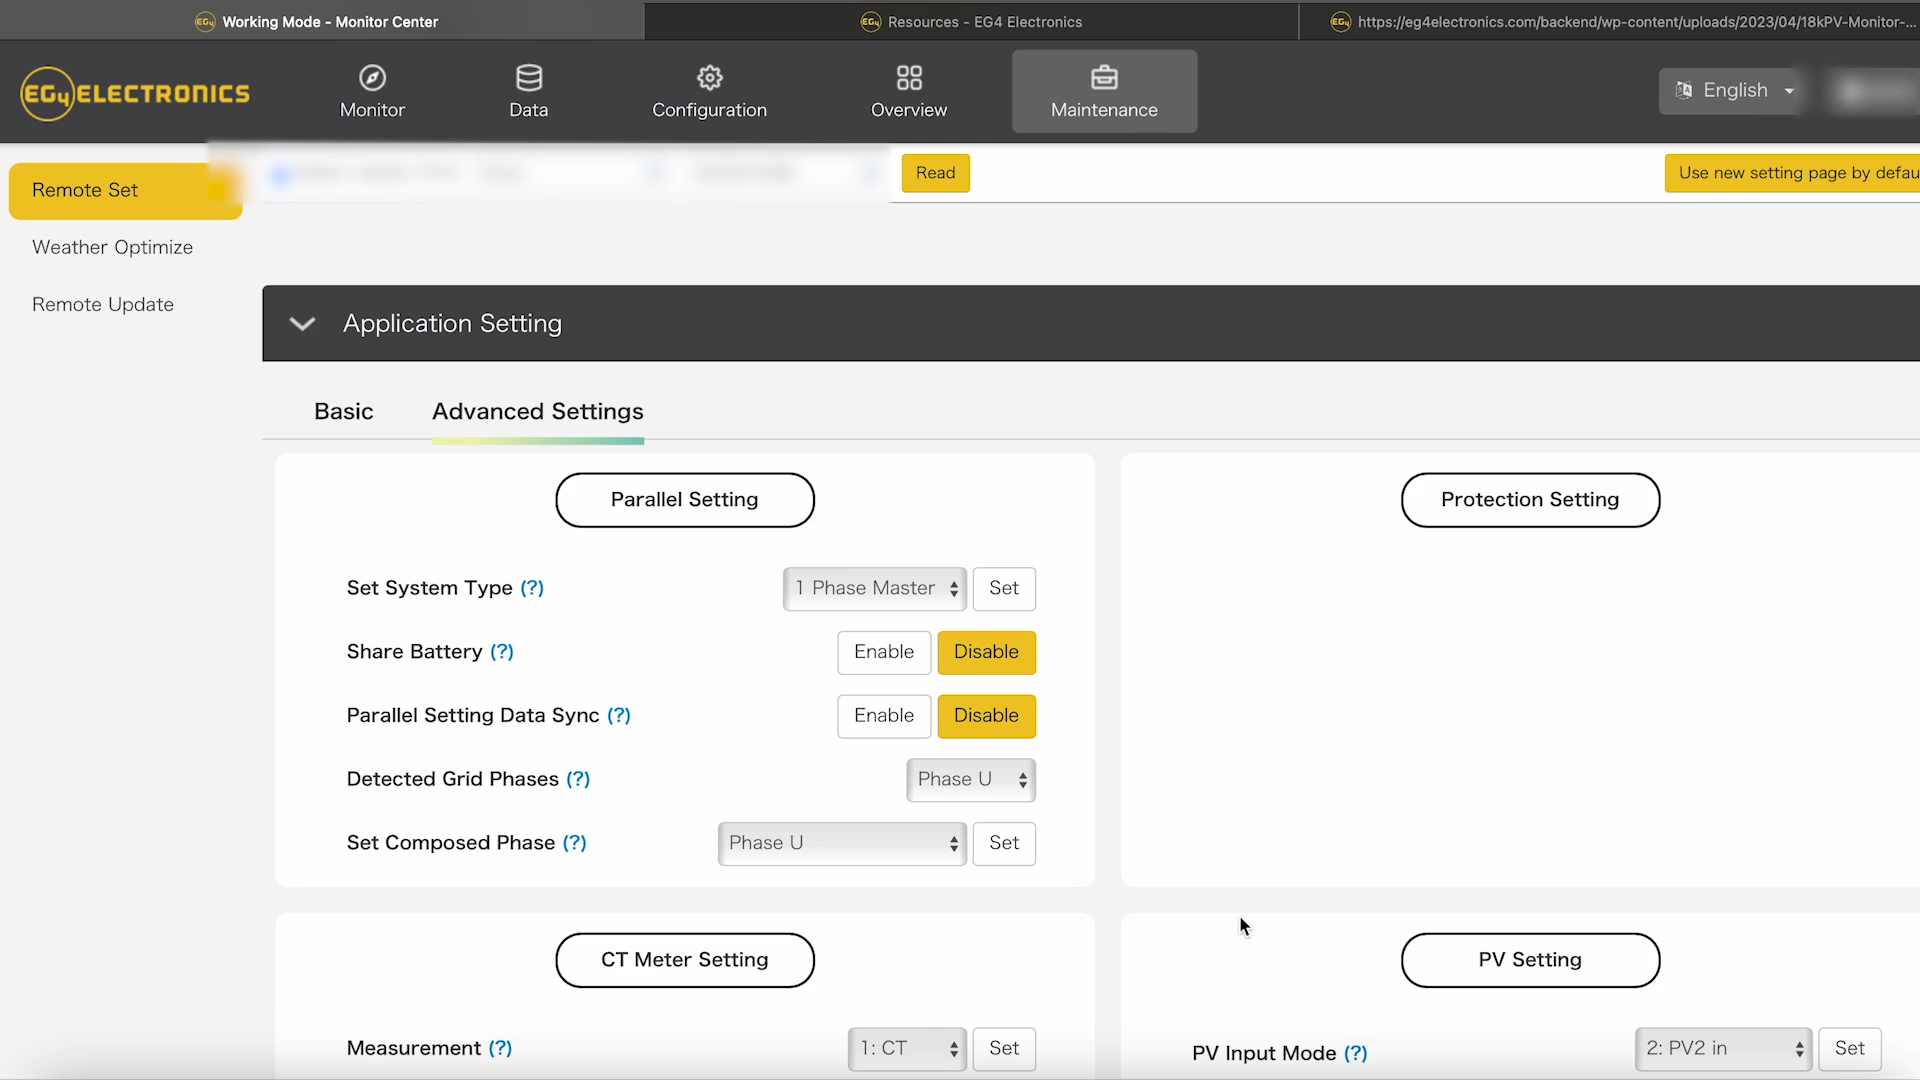 Working Mode - Monitor Center
Resources - EG4 Electronics
https://eg4electronics.com/backend/wp-content/uploads/2023/04/18kPV-Monitor-...
EG4 ELECTRONICS
Monitor
Data
Configuration
Overview
Maintenance
English
Remote Set
Weather Optimize
Remote Update
Read
Use new setting page by defau
Application Setting
Basic
Advanced Settings
Parallel Setting
Set System Type (?)
1 Phase Master
Set
Share Battery (?)
Enable
Disable
Parallel Setting Data Sync (?)
Enable
Disable
Detected Grid Phases (?)
Phase U
Set Composed Phase (?)
Phase U
Set
Protection Setting
CT Meter Setting
Measurement (?)
1: CT
Set
PV Setting
PV Input Mode (?)
2: PV2 in
Set